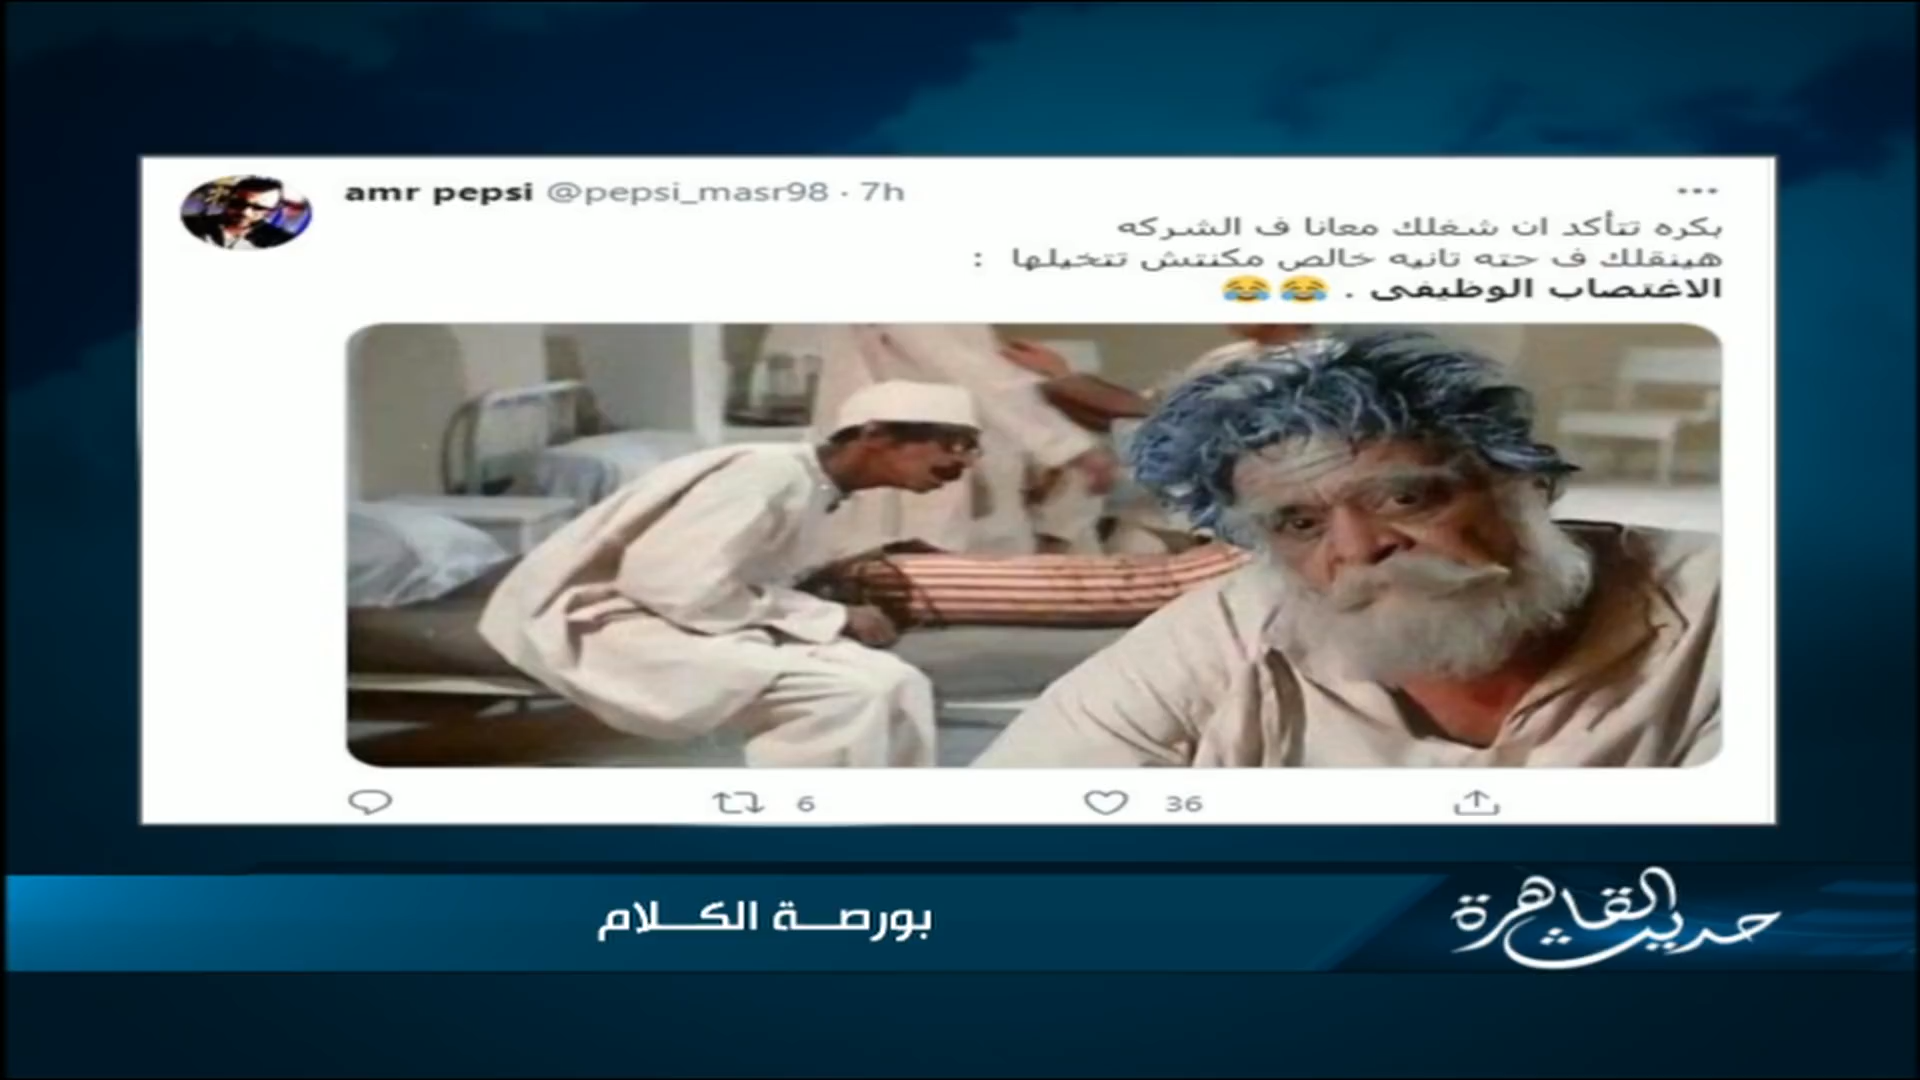 amr pepsi @pepsi_masr98 · 7h
بكره تتأكد ان شغلك معانا ف الشركه
هينقلك ف حته تانيه خالص مكنتش تتخيلها :
الاغتصاب الوظيفى . 😂😂
6
36
بورصة الكلام
حديث القاهرة